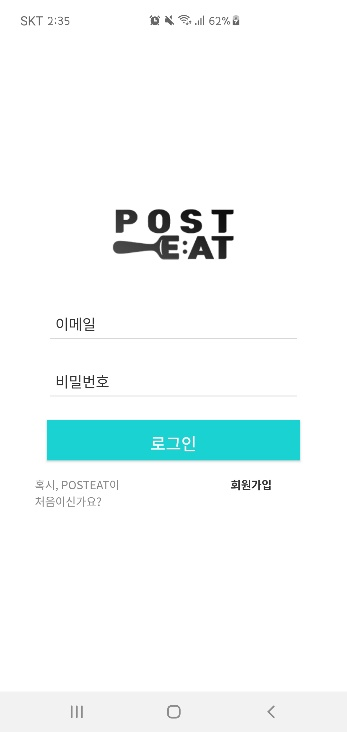 SKT 2:35 62%
POST
E:AT
이메일
비밀번호
로그인
혹시, POSTEAT이
처음이신가요?
회원가입